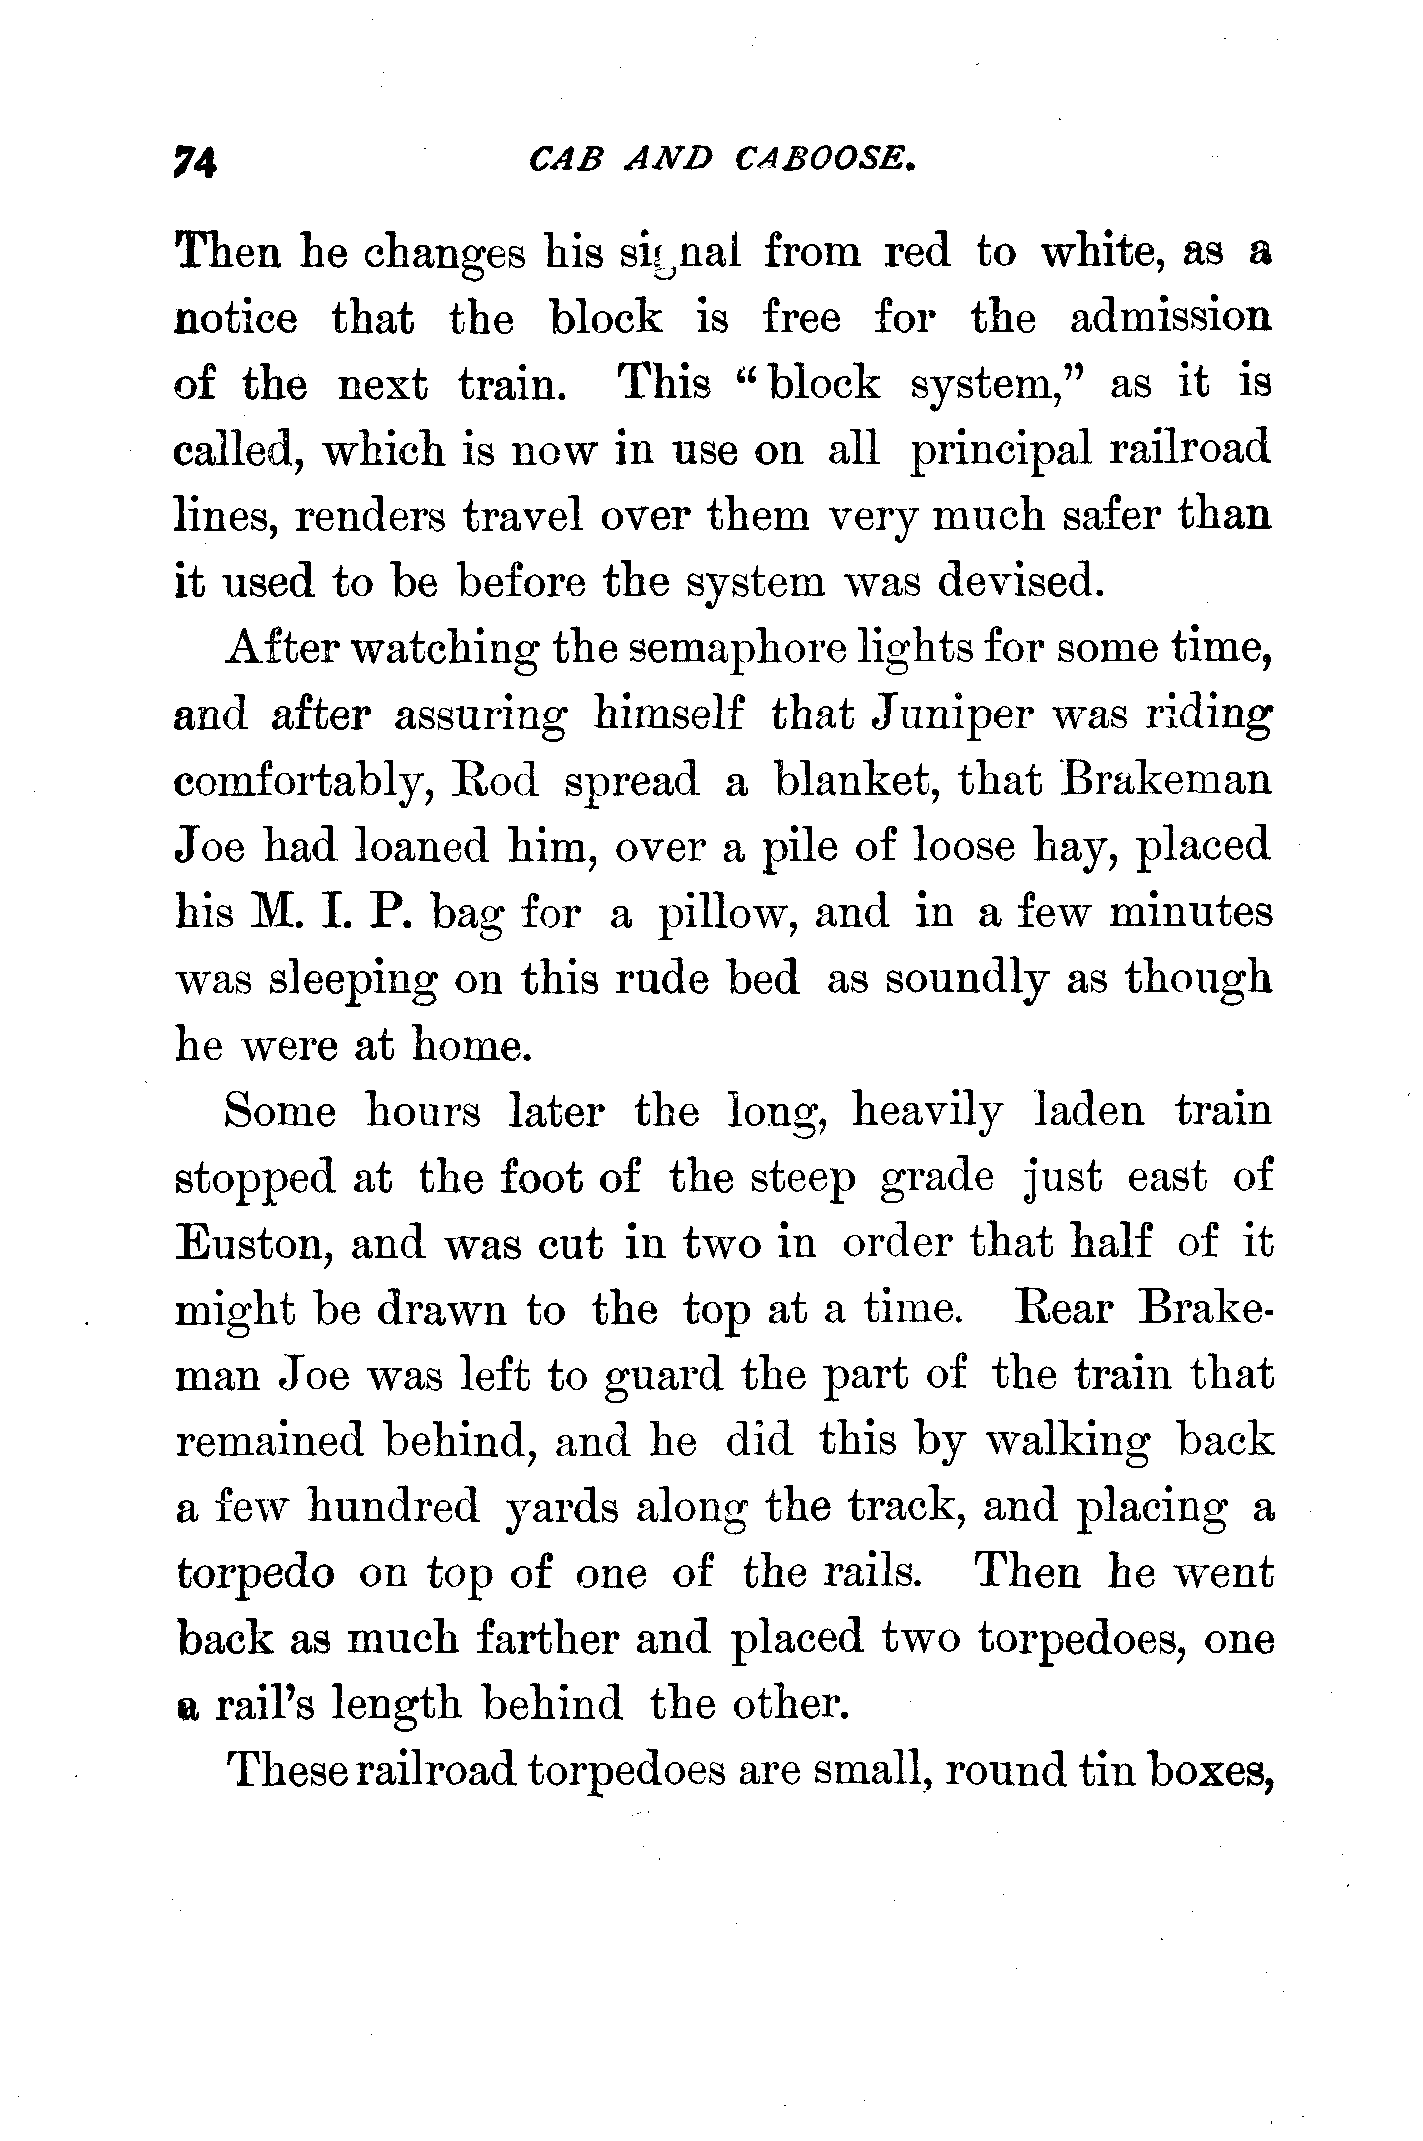 74 CAB AND CABOOSE.
Then he changes his signal from red to white, as a
notice that the block is free for the admission
of the next train. This “block system,” as it is
called, which is now in use on all principal railroad
lines, renders travel over them very much safer than
it used to be before the system was devised.
After watching the semaphore lights for some time,
and after assuring himself that Juniper was riding
comfortably, Rod spread a blanket, that Brakeman
Joe had loaned him, over a pile of loose hay, placed
his M. I. P. bag for a pillow, and in a few minutes
was sleeping on this rude bed as soundly as though
he were at home.
Some hours later the long, heavily laden train
stopped at the foot of the steep grade just east of
Euston, and was cut in two in order that half of it
might be drawn to the top at a time. Rear Brake-
man Joe was left to guard the part of the train that
remained behind, and he did this by walking back
a few hundred yards along the track, and placing a
torpedo on top of one of the rails. Then he went
back as much farther and placed two torpedoes, one
a rail’s length behind the other.
These railroad torpedoes are small, round tin boxes,